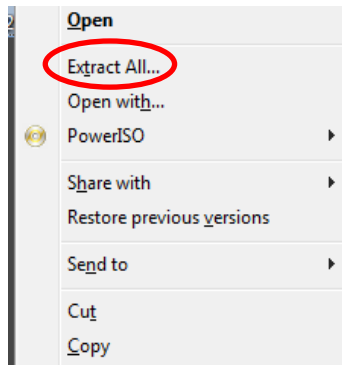 Open
Extract All...
Open with...
PowerISO
Share with
Restore previous versions
Send to
Cut
Copy